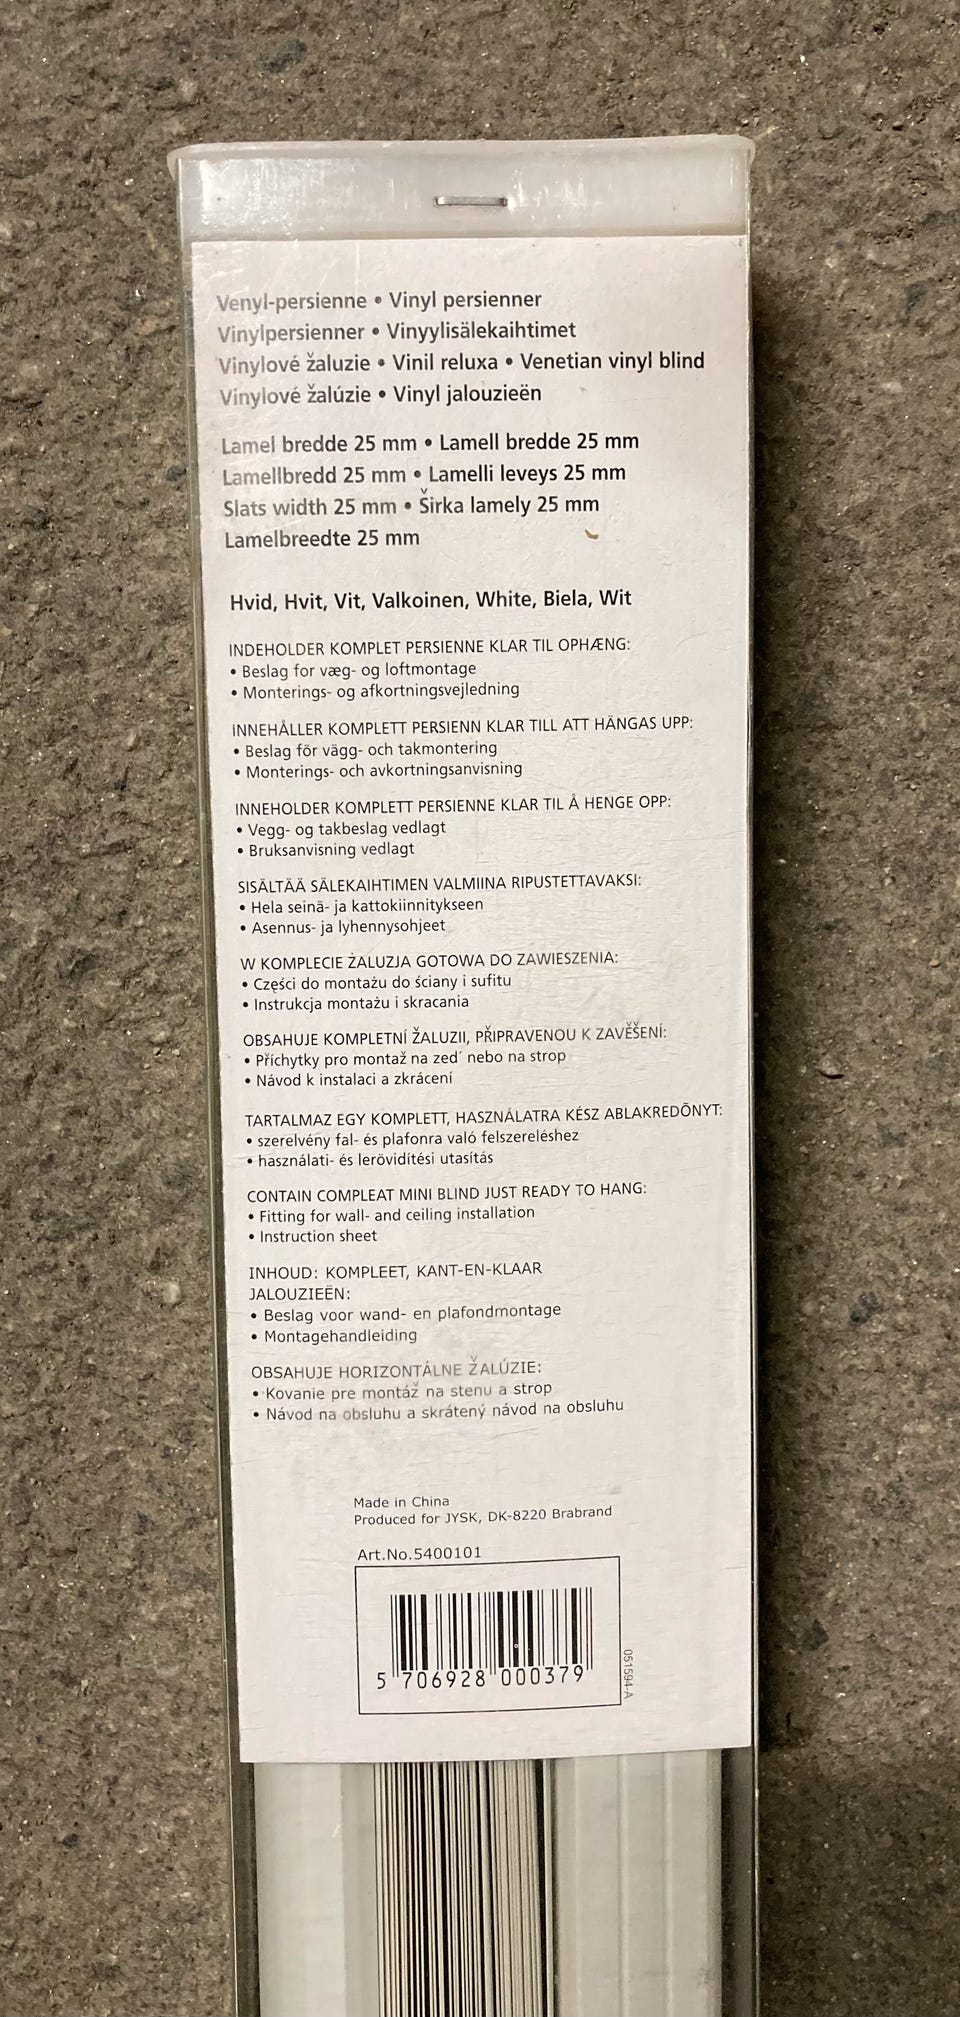 Venyl-persienne • Vinyl persienner
Vinylpersienner • Vinyylisälekaihtimet
Vinylové žaluzie • Vinil reluxa • Venetian vinyl blind
Vinylové žalúzie • Vinyl jalouzieën
Lamel bredde 25 mm • Lamell bredde 25 mm
Lamellbredd 25 mm • Lamelli leveys 25 mm
Slats width 25 mm • Širka lamely 25 mm
Lamelbreedte 25 mm
Hvid, Hvit, Vit, Valkoinen, White, Biela, Wit
INDEHOLDER KOMPLET PERSIENNE KLAR TIL OPHÆNG:
• Beslag for væg- og loftmontage
• Monterings- og afkortningsvejledning
INNEHÅLLER KOMPLETT PERSIENN KLAR TILL ATT HÄNGAS UPP:
• Beslag för vägg- och takmontering
• Monterings- och avkortningsanvisning
INNEHOLDER KOMPLETT PERSIENNE KLAR TIL Å HENGE OPP:
• Vegg- og takbeslag vedlagt
• Bruksanvisning vedlagt
SISÄLTÄÄ SÄLEKAIHTIMEN VALMIINA RIPUSTETTAVAKSI:
• Hela seinä- ja kattokiinnitykseen
• Asennus- ja lyhennysohjeet
W KOMPLECIE ŻALUZJA GOTOWA DO ZAWIESZENIA:
• Części do montażu do ściany i sufitu
• Instrukcja montażu i skracania
OBSAHUJE KOMPLETNÍ ŽALUZII, PŘIPRAVENOU K ZAVĚŠENÍ:
• Příchytky pro montaž na zed´ nebo na strop
• Návod k instalaci a zkrácení
TARTALMAZ EGY KOMPLETT, HASZNÁLATRA KÉSZ ABLAKREDÕNYT:
• szerelvény fal- és plafonra való felszereléshez
• használati- és lerövidítési utasítás
CONTAIN COMPLEAT MINI BLIND JUST READY TO HANG:
• Fitting for wall- and ceiling installation
• Instruction sheet
INHOUD: KOMPLEET, KANT-EN-KLAAR
JALOUZIEËN:
• Beslag voor wand- en plafondmontage
• Montagehandleiding
OBSAHUJE HORIZONTÁLNE ŽALÚZIE:
• Kovanie pre montáž na stenu a strop
• Návod na obsluhu a skrátený návod na obsluhu
Made in China
Produced for JYSK, DK-8220 Brabrand
Art.No.5400101
5 706928 000379
051594-A